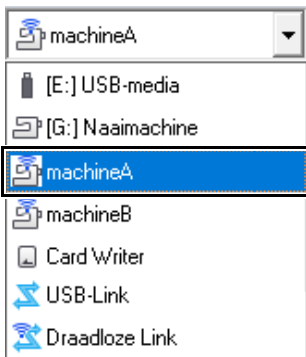 machineA
[E:] USB-media
[G:] Naaimachine
machineA
machineB
Card Writer
USB-Link
Draadloze Link